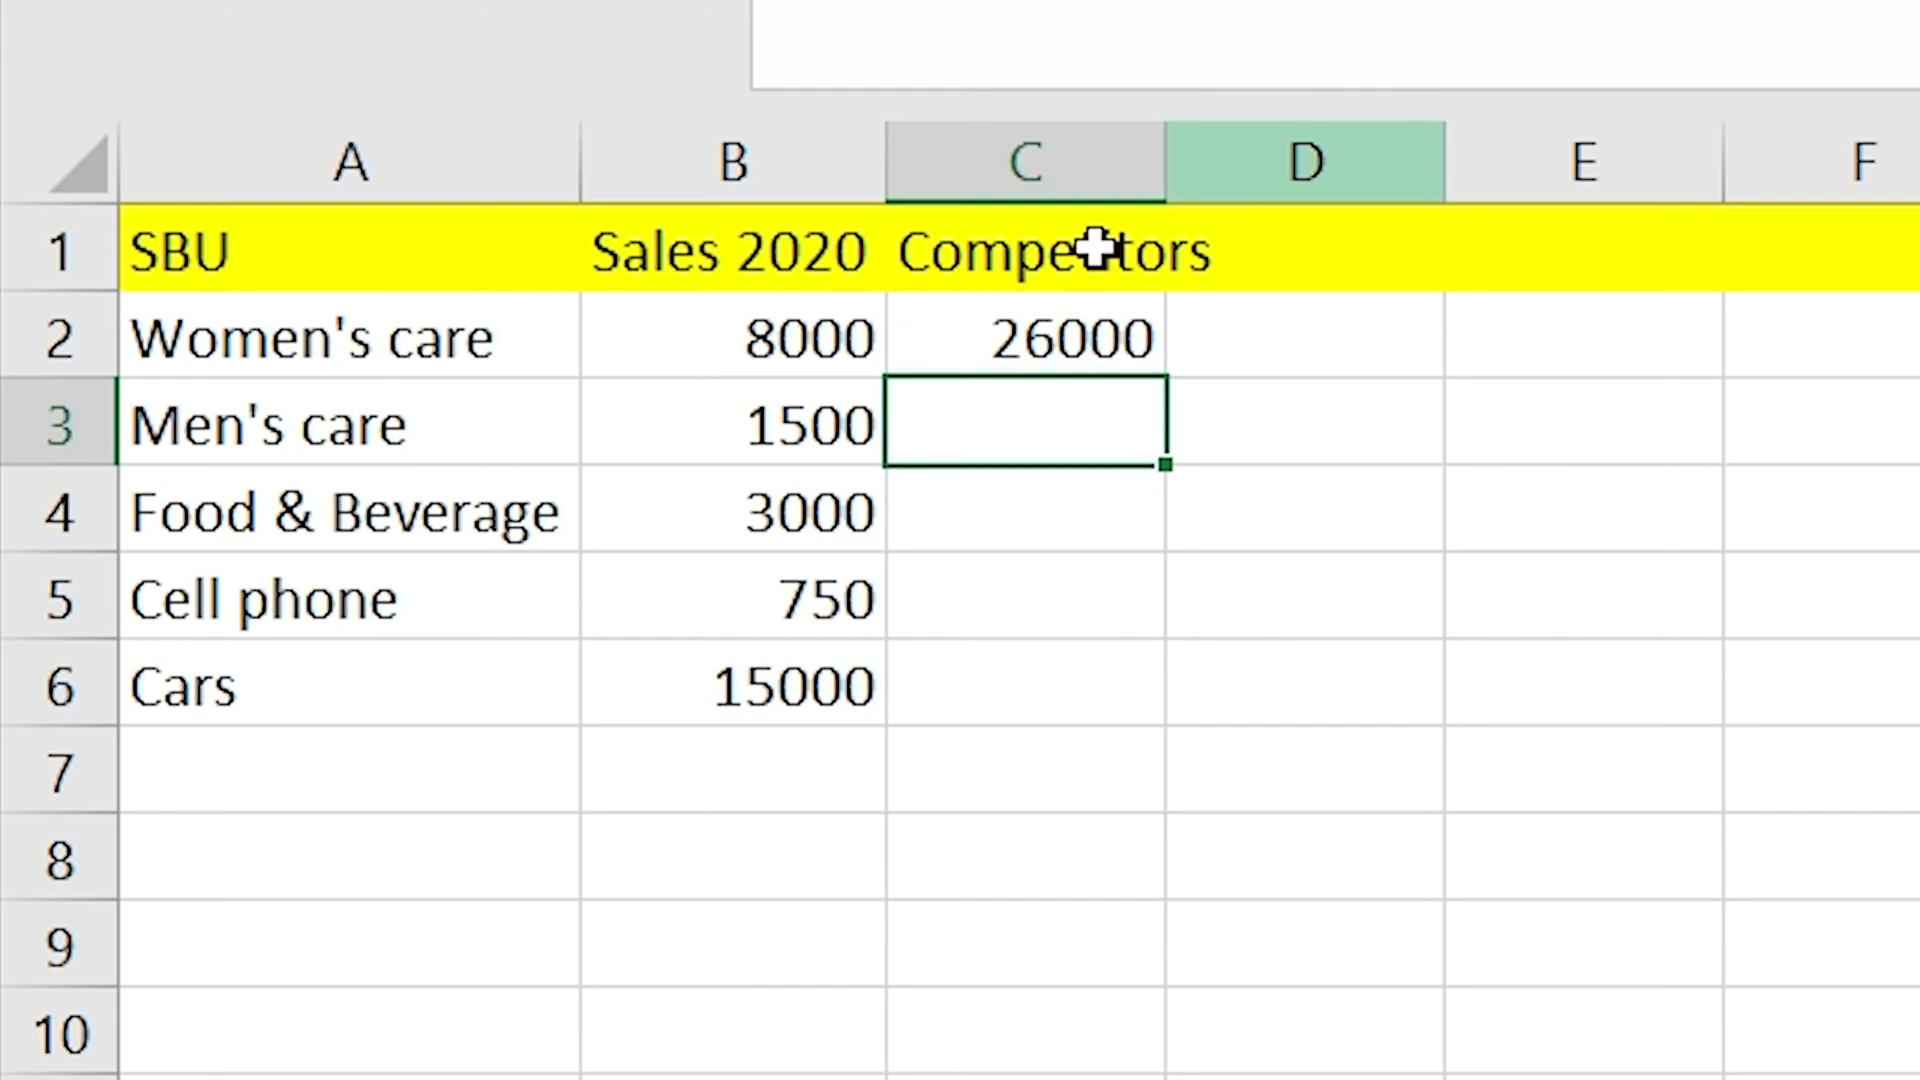 A B C D E F
1 SBU Sales 2020 Competitors
2 Women's care 8000 26000
3 Men's care 1500
4 Food & Beverage 3000
5 Cell phone 750
6 Cars 15000
7
8
9
10